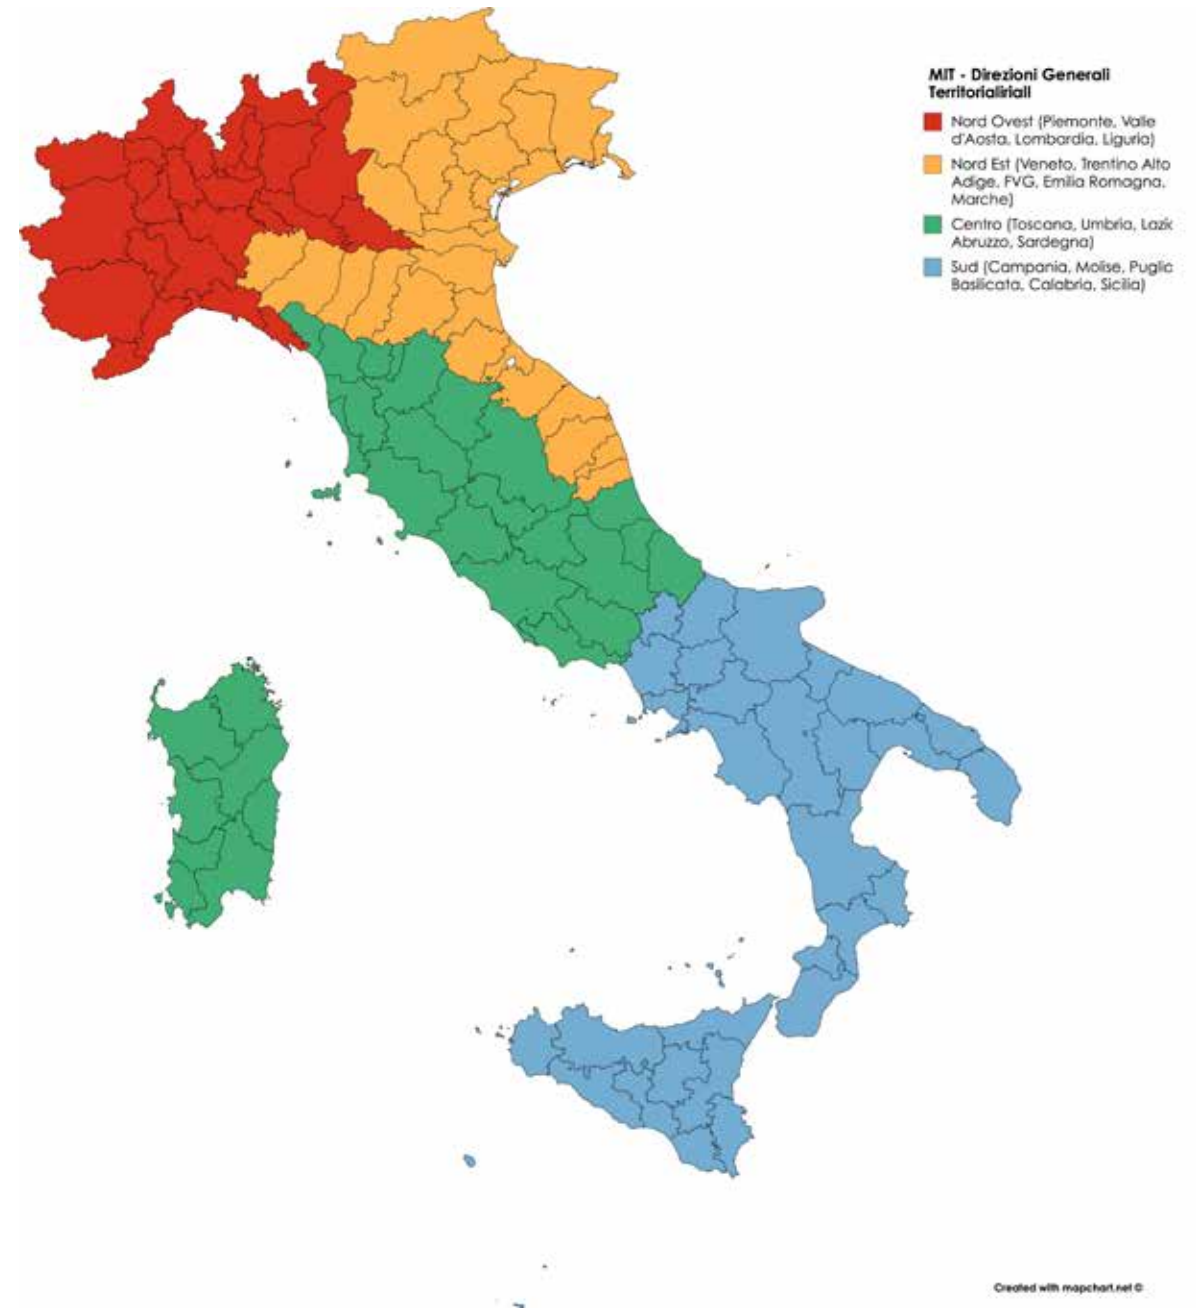 MIT - Direzioni Generali
Territorialiriali
Nord Ovest (Piemonte, Valle
d'Aosta, Lombardia, Liguria)
Nord Est (Veneto, Trentino Alto
Adige, FVG, Emilia Romagna,
Marche)
Centro (Toscana, Umbria, Lazic
Abruzzo, Sardegna)
Sud (Campania, Molise, Puglic
Basilicata, Calabria, Sicilia)
Created with mapchart.net ©